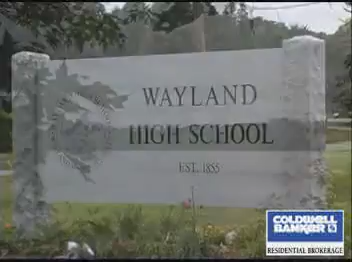 WAYLAND
HIGH SCHOOL
EST. 1855
COLDWELL
BANKER
RESIDENTIAL BROKERAGE